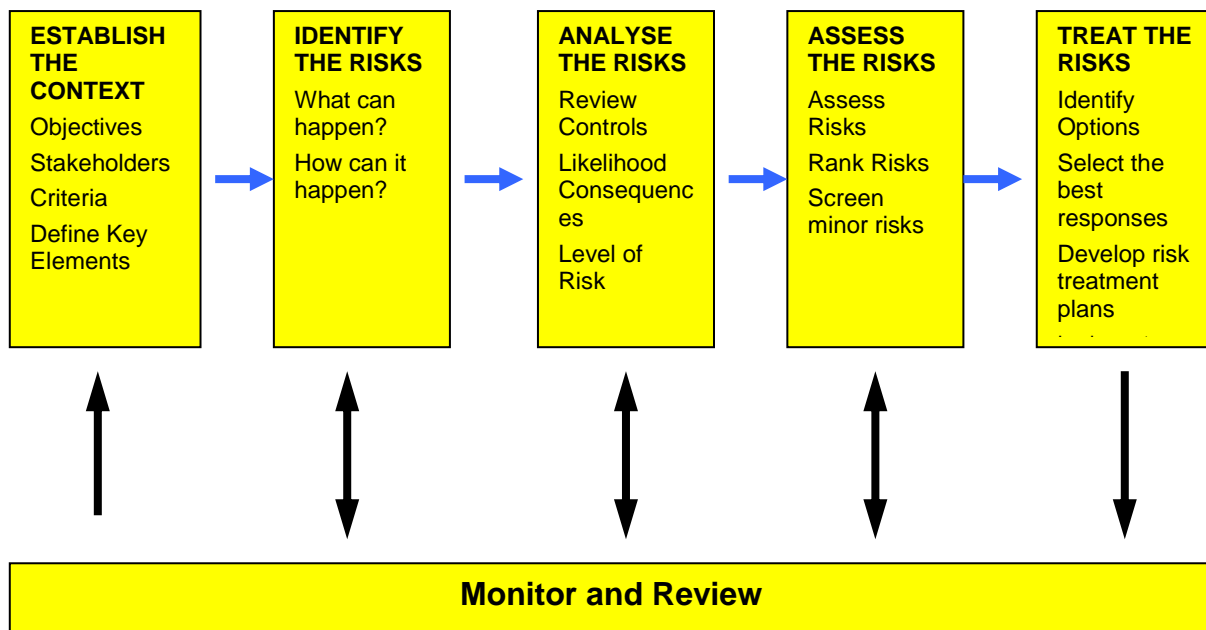 ESTABLISH
THE
CONTEXT
Objectives
Stakeholders
Criteria
Define Key
Elements
IDENTIFY
THE RISKS
What can
happen?
How can it
happen?
ANALYSE
THE RISKS
Review
Controls
Likelihood
Consequenc
es
Level of
Risk
ASSESS
THE RISKS
Assess
Risks
Rank Risks
Screen
minor risks
TREAT THE
RISKS
Identify
Options
Select the
best
responses
Develop risk
treatment
plans
Monitor and Review